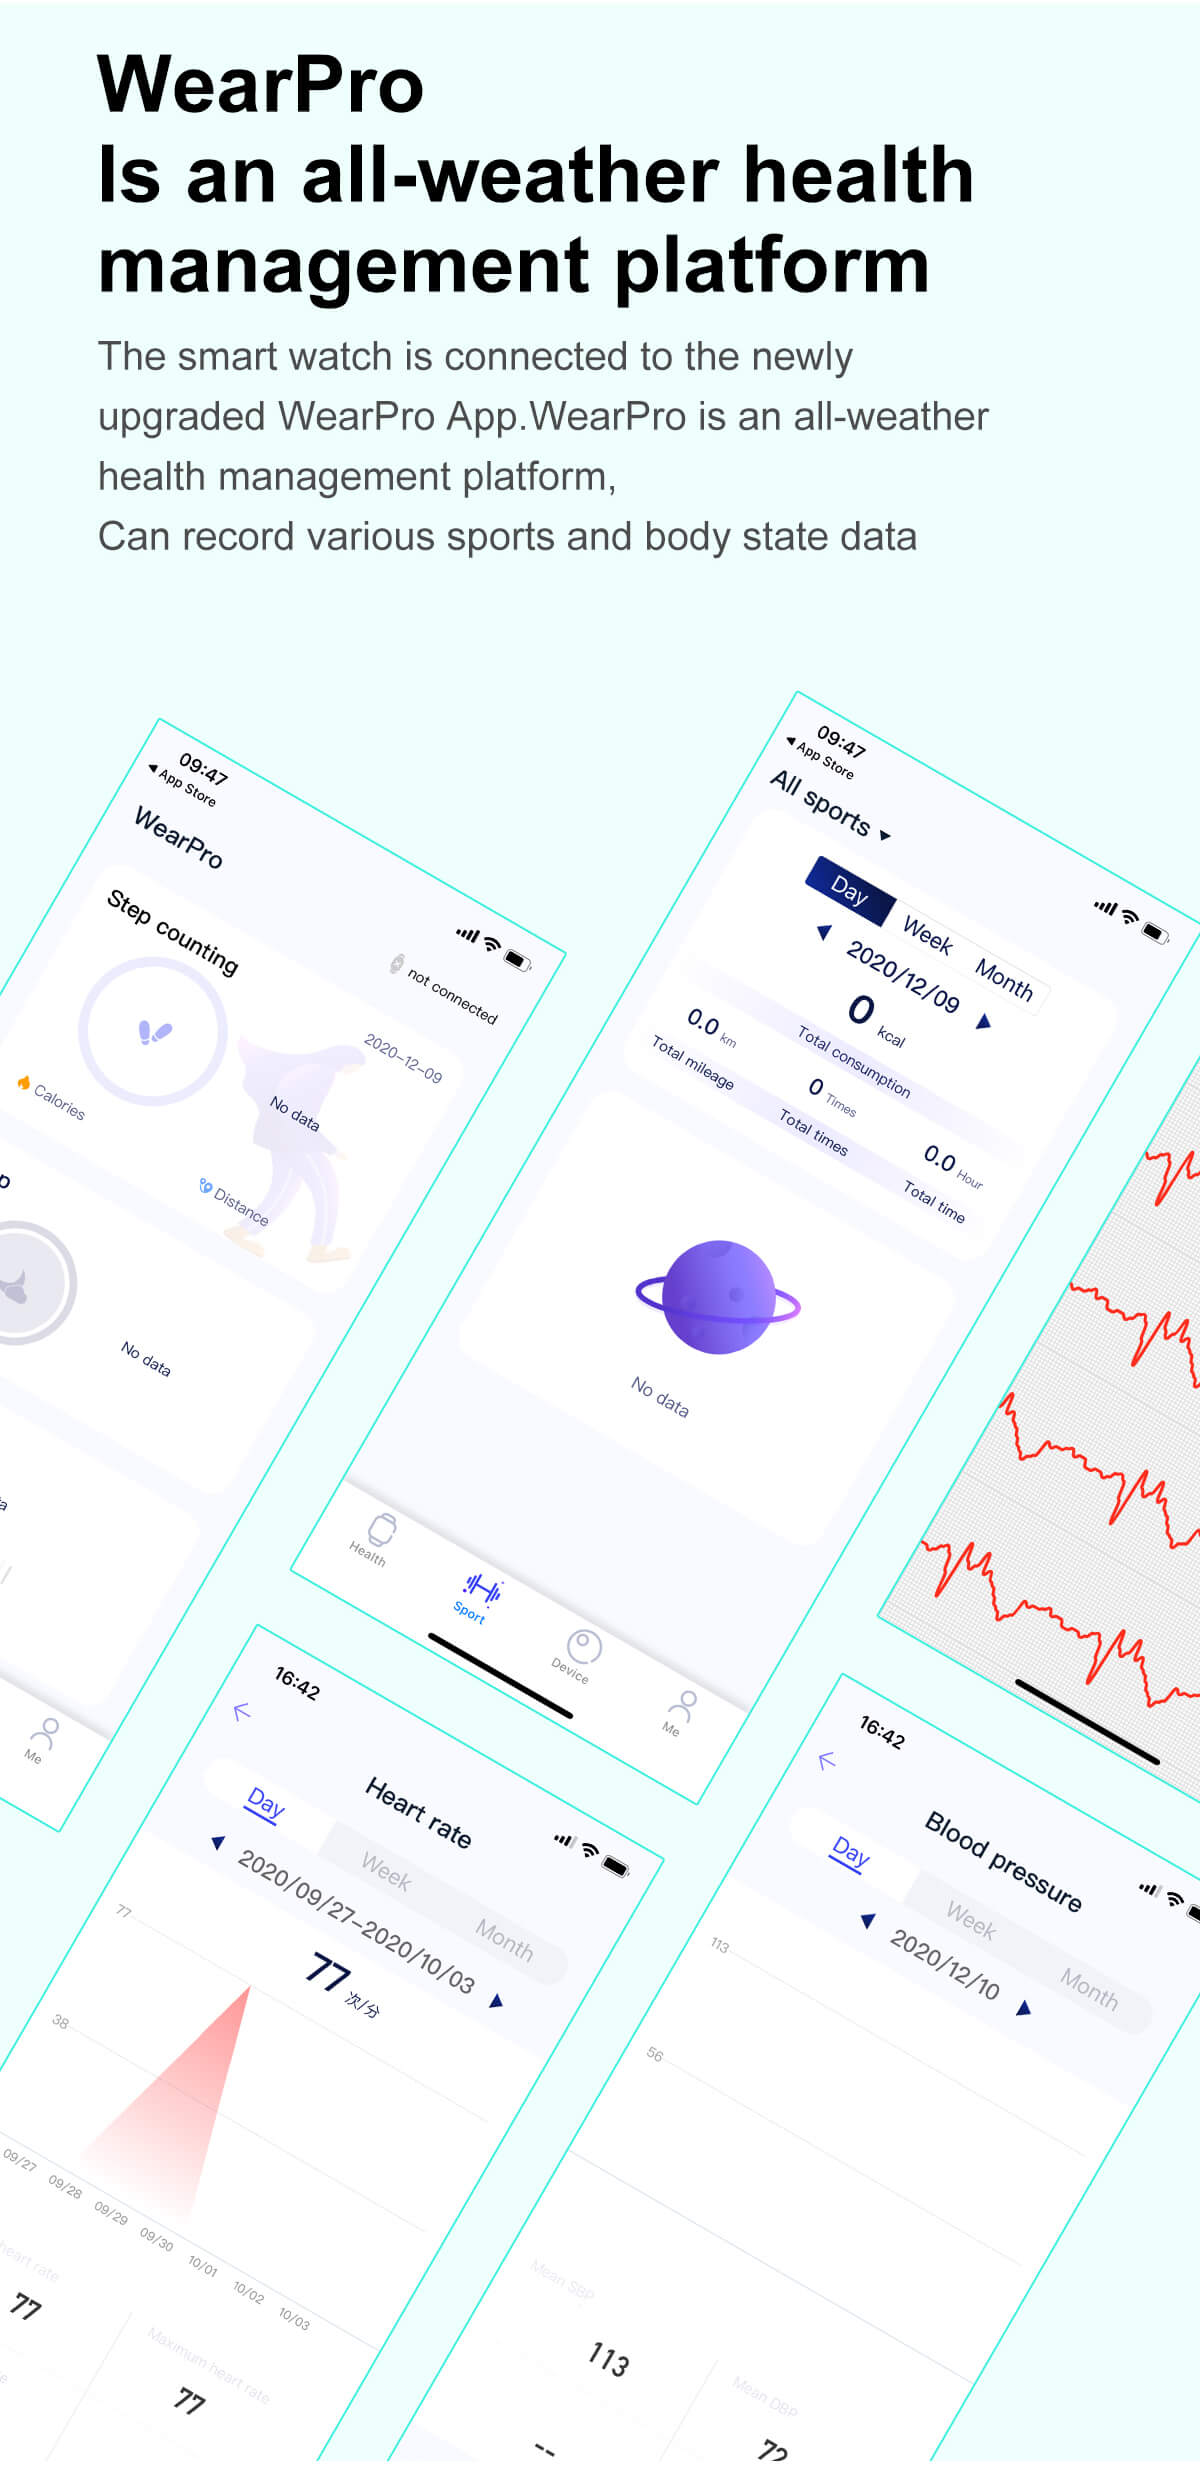 WearPro
Is an all-weather health
management platform
The smart watch is connected to the newly
upgraded WearPro App.WearPro is an all-weather
health management platform,
Can record various sports and body state data
09:47
App Store
WearPro
not connected
Step counting
2020-12-09
No data
Calories
Distance
No data
Me
09:47
App Store
All sports
Day Week Month
2020/12/09
0 kcal
Total consumption
0.0 km
Total mileage
0 Times
Total times
0.0 Hour
Total time
No data
Health
Sport
Device
Me
16:42
Heart rate
Day Week Month
2020/09/27-2020/10/03
77 次/分
77
38
09/27 09/28 09/29 09/30 10/01 10/02 10/03
heart rate
77
Maximum heart rate
77
16:42
Blood pressure
Day Week Month
2020/12/10
113
56
Mean SBP
113
Mean DBP
72
--